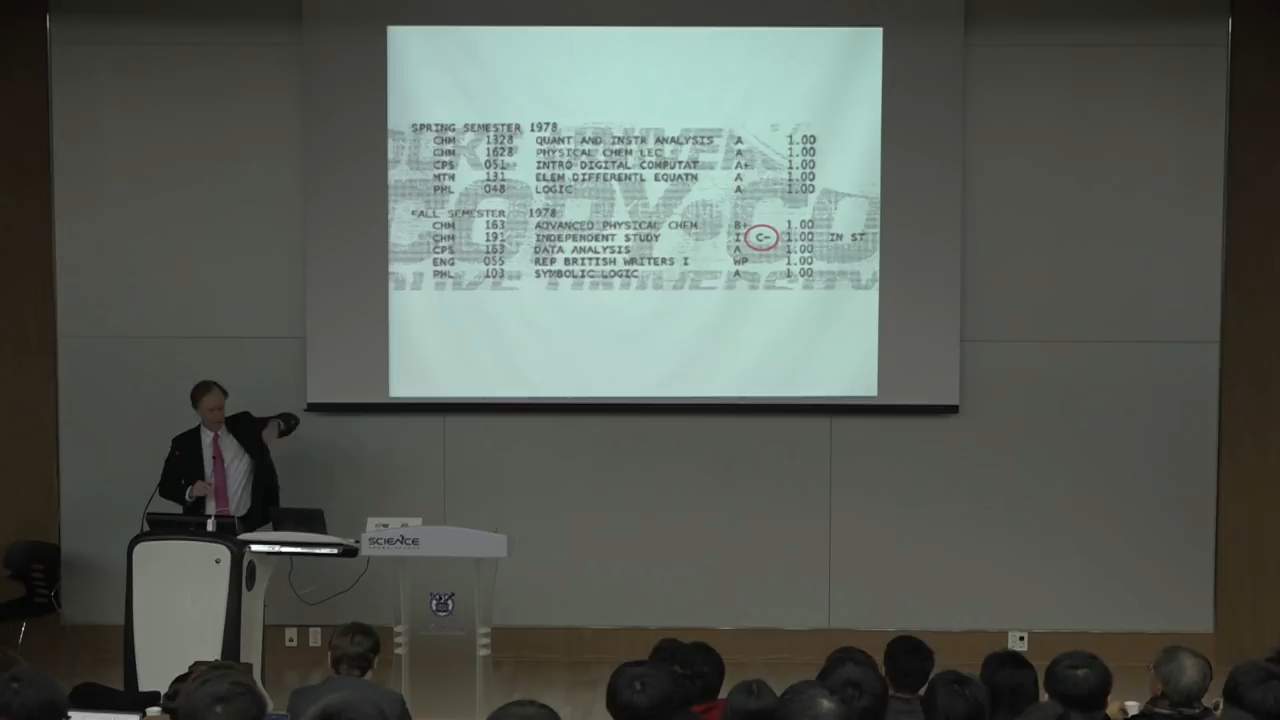 SPRING SEMESTER 1978
CHM 1328 QUANT AND INSTR ANALYSIS A 1.00
CHM 1628 PHYSICAL CHEM LEC A 1.00
CPS 051 INTRO DIGITAL COMPUTAT A+ 1.00
MTH 131 ELEM DIFFERENTL EQUATN A 1.00
PHL 048 LOGIC A 1.00
FALL SEMESTER 1978
CHM 163 ADVANCED PHYSICAL CHEM B+ 1.00
CHM 191 INDEPENDENT STUDY I C- 1.00 IN ST
CPS 163 DATA ANALYSIS A 1.00
ENG 055 REP BRITISH WRITERS I WP 1.00
PHL 103 SYMBOLIC LOGIC A 1.00
SCIENCE